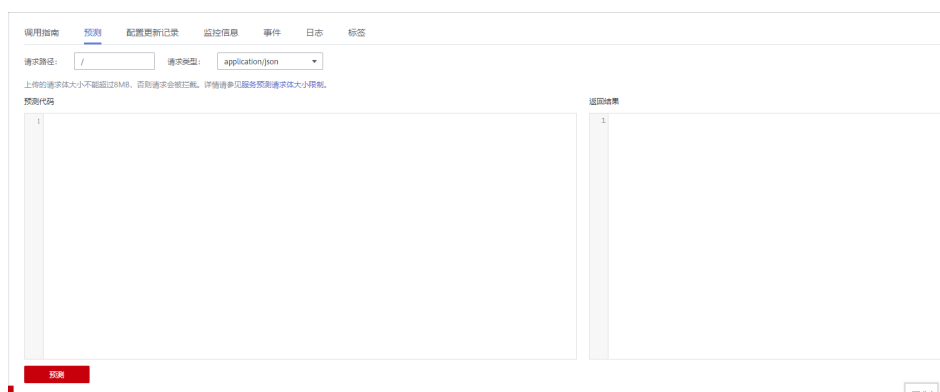 调用指南 预测 配置更新记录 监控信息 事件 日志 标签
请求路径: / 请求类型: application/json
上传的请求体大小不能超过8MB，否则请求会被拦截。详情请参见服务预测请求体大小限制。
预测代码 返回结果
1 1
预测